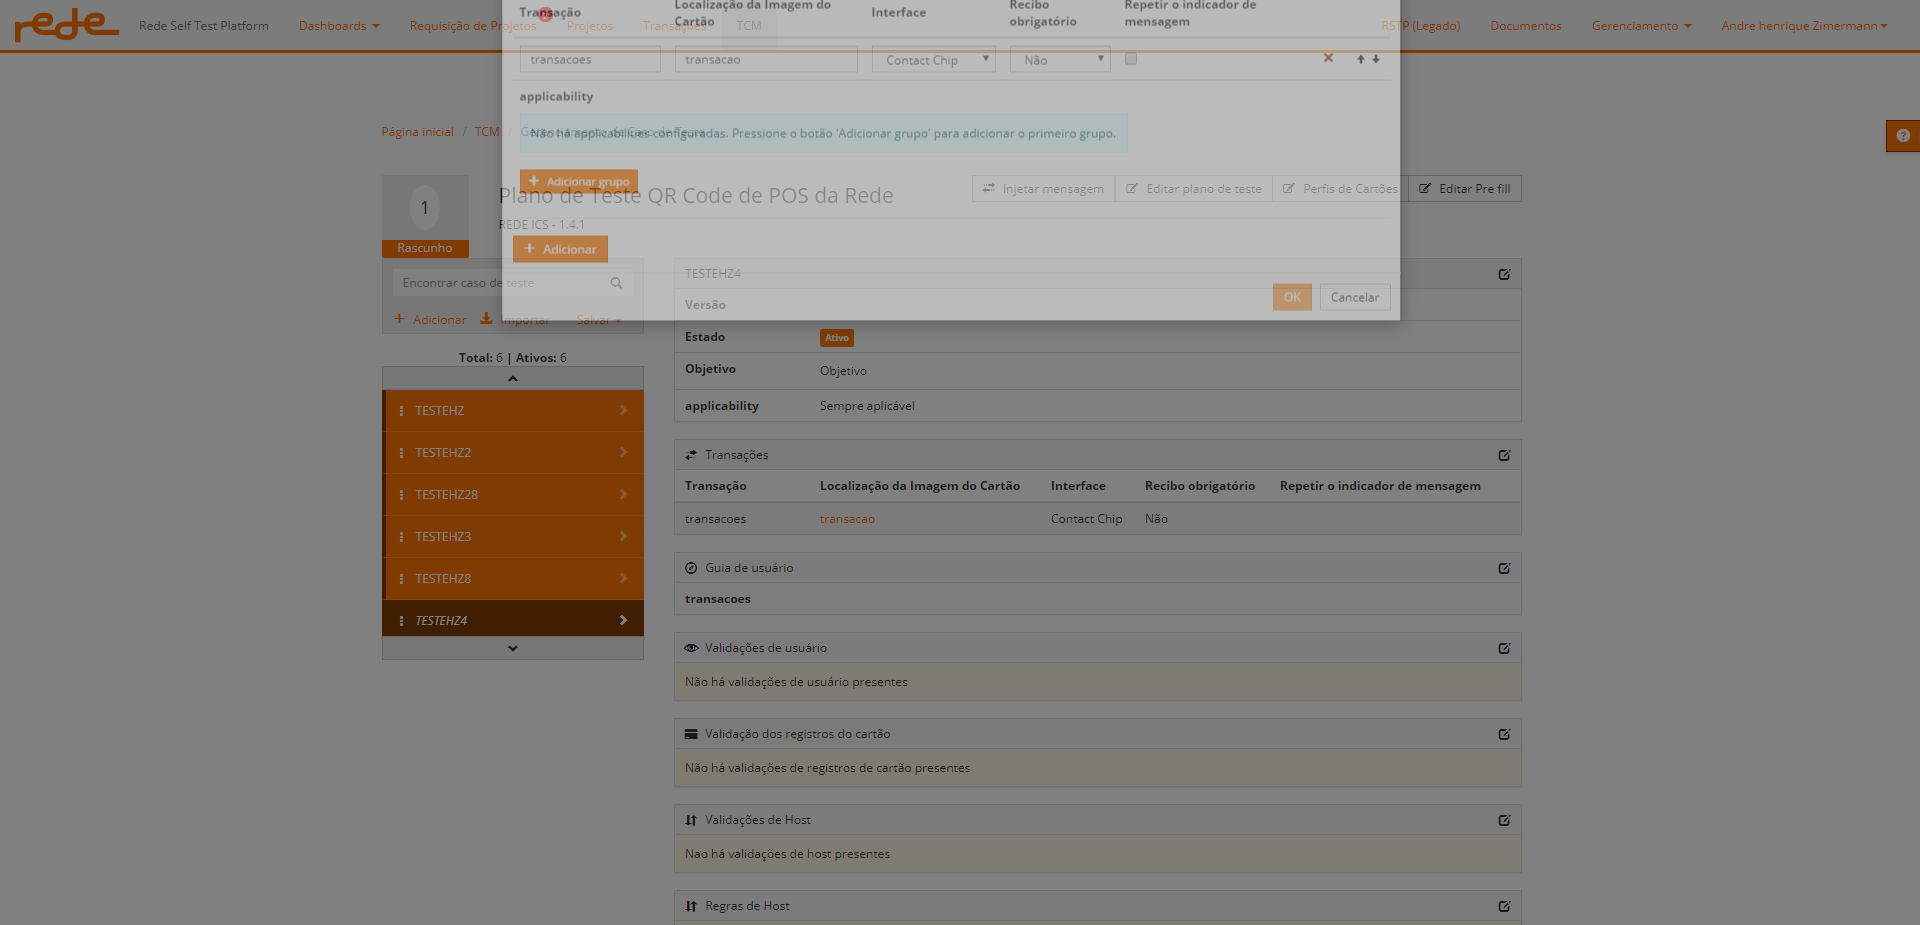 rede
Rede Self Test Platform
Dashboards
Requisição de Projetos
Projetos
Transações
TCM
RSTP (Legado)
Documentos
Gerenciamento
Andre henrique Zimermann
Transação
Localização da Imagem do Cartão
Interface
Recibo obrigatório
Repetir o indicador de mensagem
transacoes
transacao
Contact Chip
Não
applicability
Página inicial / TCM /
Gerenciamento de Caso de Teste
Não há applicabilities configuradas. Pressione o botão 'Adicionar grupo' para adicionar o primeiro grupo.
Adicionar grupo
1
Rascunho
Plano de Teste QR Code de POS da Rede
REDE ICS - 1.4.1
Injetar mensagem
Editar plano de teste
Perfis de Cartões
Editar Pre fill
Adicionar
OK
Cancelar
Encontrar caso de teste
Adicionar
Importar
Salvar
Total: 6 | Ativos: 6
TESTEHZ
TESTEHZ2
TESTEHZ28
TESTEHZ3
TESTEHZ8
TESTEHZ4
TESTEHZ4
Versão
Estado
Ativo
Objetivo
Objetivo
applicability
Sempre aplicável
Transações
Transação
Localização da Imagem do Cartão
Interface
Recibo obrigatório
Repetir o indicador de mensagem
transacoes
transacao
Contact Chip
Não
Guia de usuário
transacoes
Validações de usuário
Não há validações de usuário presentes
Validação dos registros do cartão
Não há validações de registros de cartão presentes
Validações de Host
Nao há validações de host presentes
Regras de Host